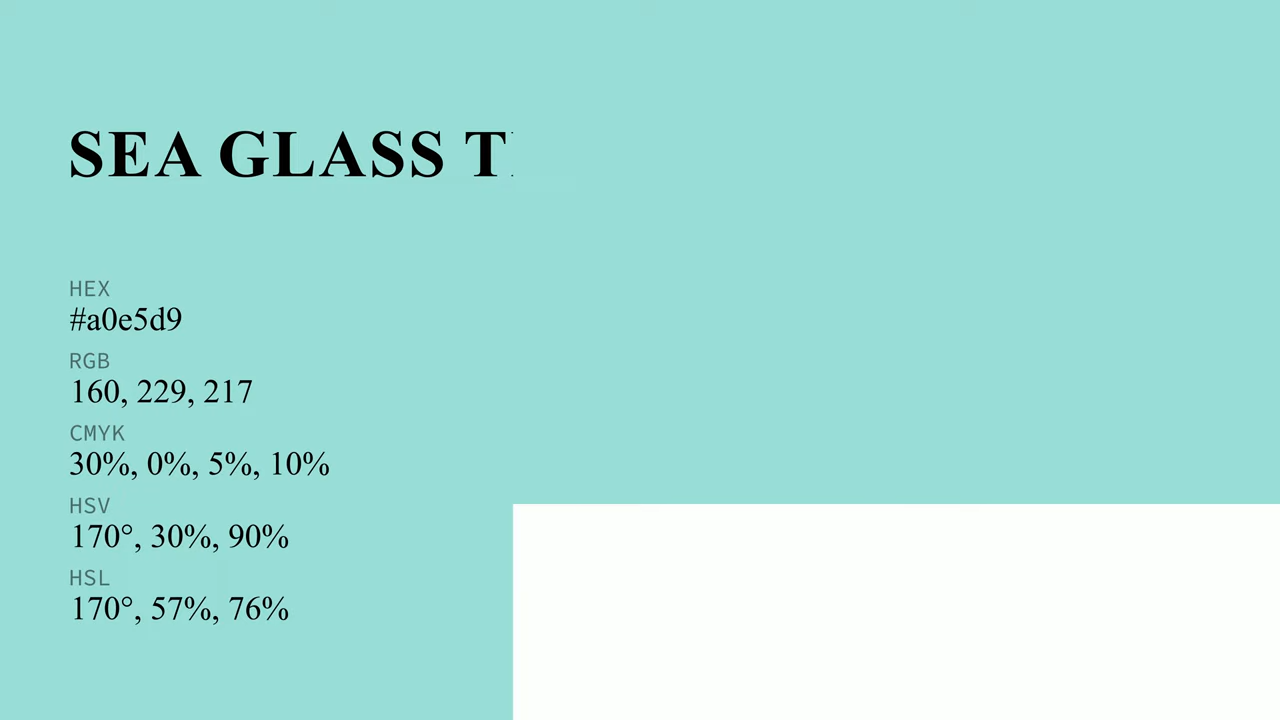 SEA GLASS T
HEX
#a0e5d9
RGB
160, 229, 217
CMYK
30%, 0%, 5%, 10%
HSV
170°, 30%, 90%
HSL
170°, 57%, 76%